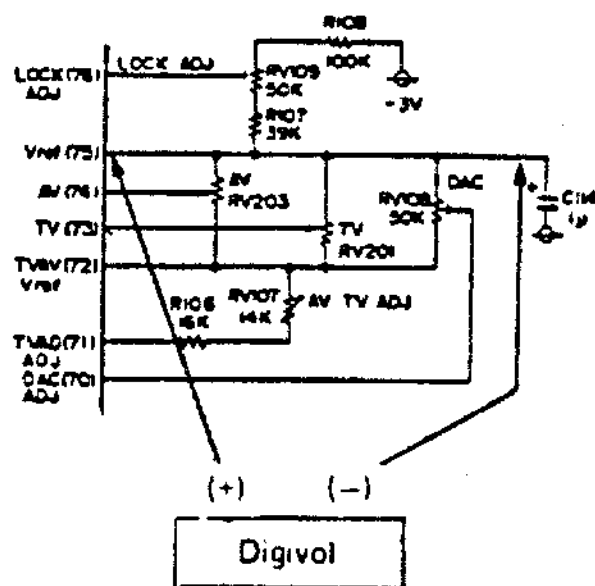 R108
100K
-3V
LOCK(76)
ADJ
LOCK ADJ
RV109
50K
R107
39K
Vref(75)
AV(74)
AV
RV203
TV(73)
TV
RV201
DAC
RV108
50K
C114
1µ
TVAV(72)
Vref
R106
16K
RV107
14K
AV TV ADJ
TVAD(71)
ADJ
DAC(70)
ADJ
(+) (-)
Digivol